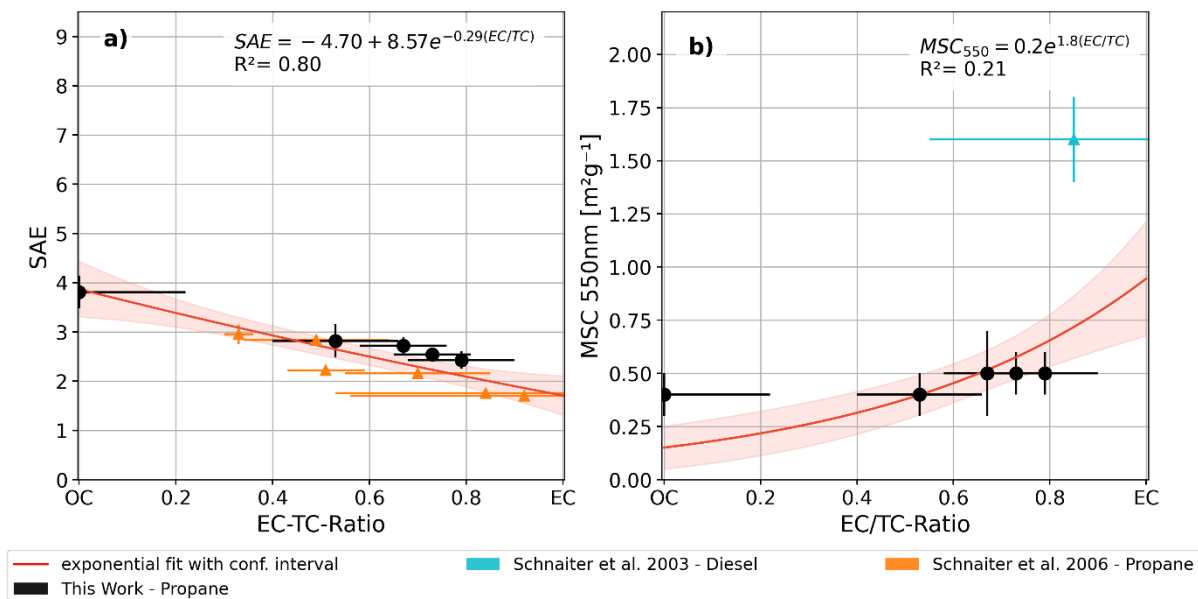 a)
SAE = − 4.70 + 8.57e^−0.29(EC/TC)
R²= 0.80
9
8
7
6
5
4
3
2
1
0
SAE
OC 0.2 0.4 0.6 0.8 EC
EC-TC-Ratio
b)
MSC₅₅₀ = 0.2e^1.8(EC/TC)
R²= 0.21
2.00
1.75
1.50
1.25
1.00
0.75
0.50
0.25
0.00
MSC 550nm [m²g⁻¹]
OC 0.2 0.4 0.6 0.8 EC
EC/TC-Ratio
exponential fit with conf. interval
This Work - Propane
Schnaiter et al. 2003 - Diesel
Schnaiter et al. 2006 - Propane